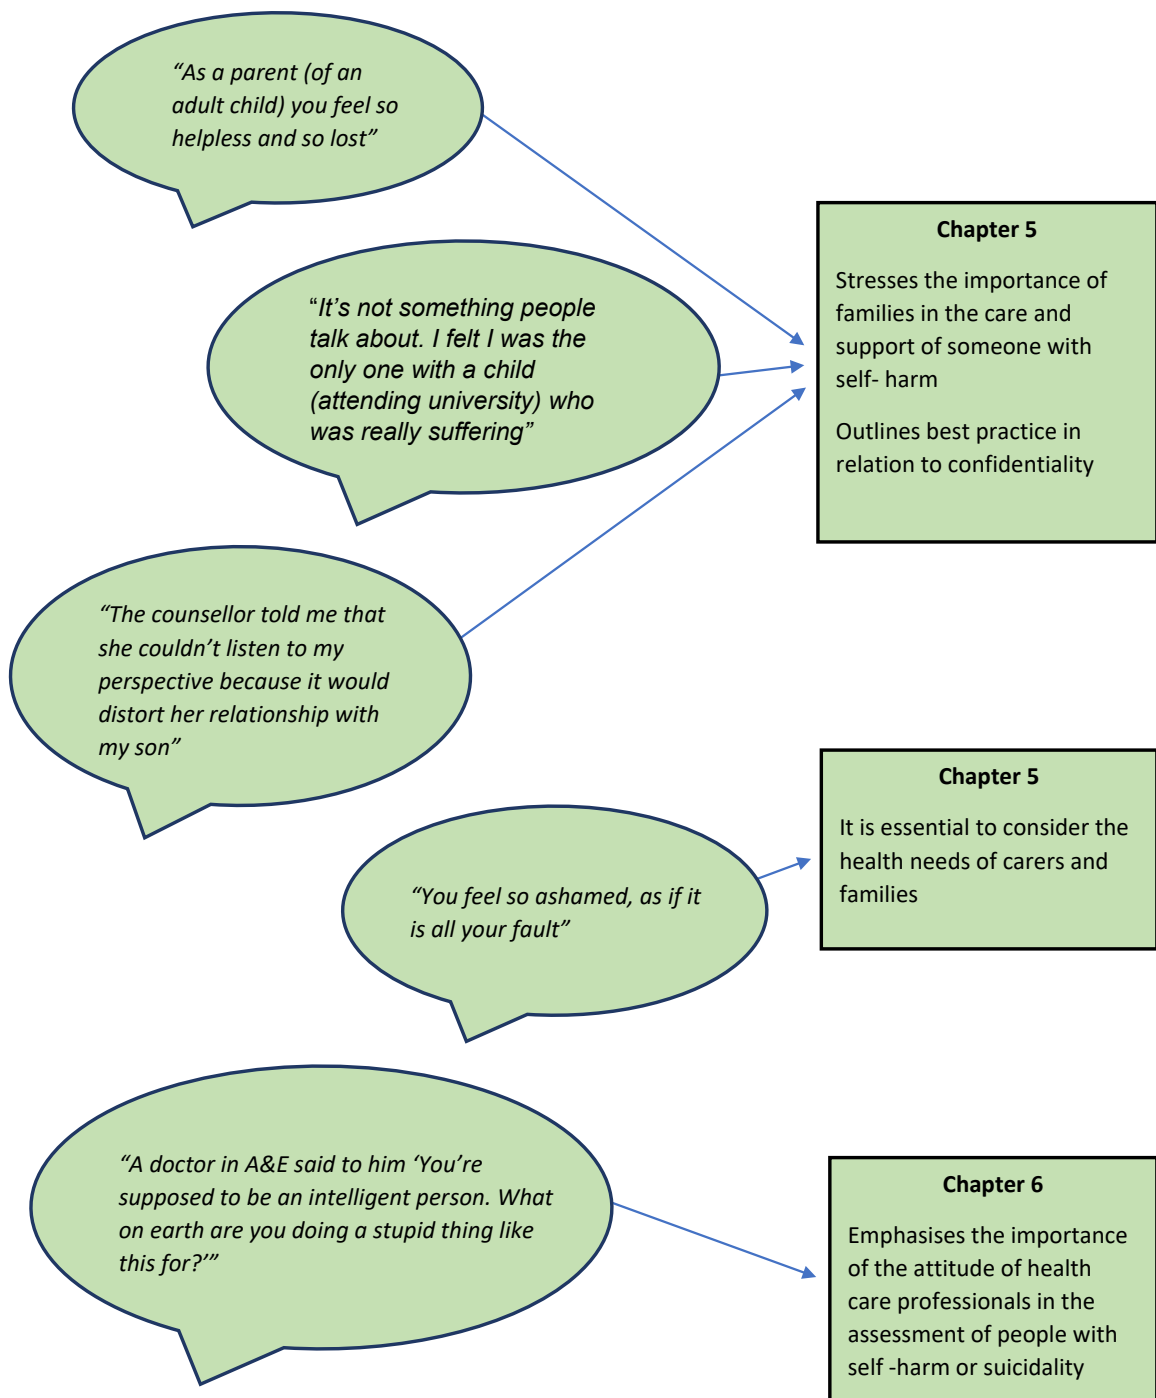 “As a parent (of an
adult child) you feel so
helpless and so lost”
Chapter 5
Stresses the importance of
families in the care and
support of someone with
self- harm
Outlines best practice in
relation to confidentiality
“It’s not something people
talk about. I felt I was the
only one with a child
(attending university) who
was really suffering”
“The counsellor told me that
she couldn’t listen to my
perspective because it would
distort her relationship with
my son”
Chapter 5
It is essential to consider the
health needs of carers and
families
“You feel so ashamed, as if it
is all your fault”
“A doctor in A&E said to him ‘You’re
supposed to be an intelligent person. What
on earth are you doing a stupid thing like
this for?’”
Chapter 6
Emphasises the importance
of the attitude of health
care professionals in the
assessment of people with
self -harm or suicidality